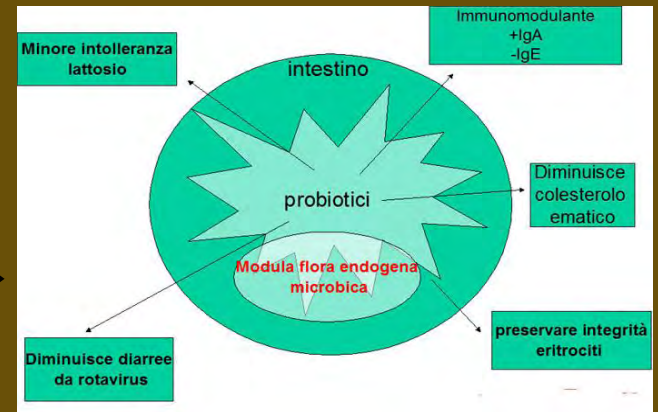 Minore intolleranza
lattosio
Immunomodulante
+IgA
-IgE
intestino
probiotici
Diminuisce
colesterolo
ematico
Modula flora endogena
microbica
Diminuisce diarree
da rotavirus
preservare integrità
eritrociti